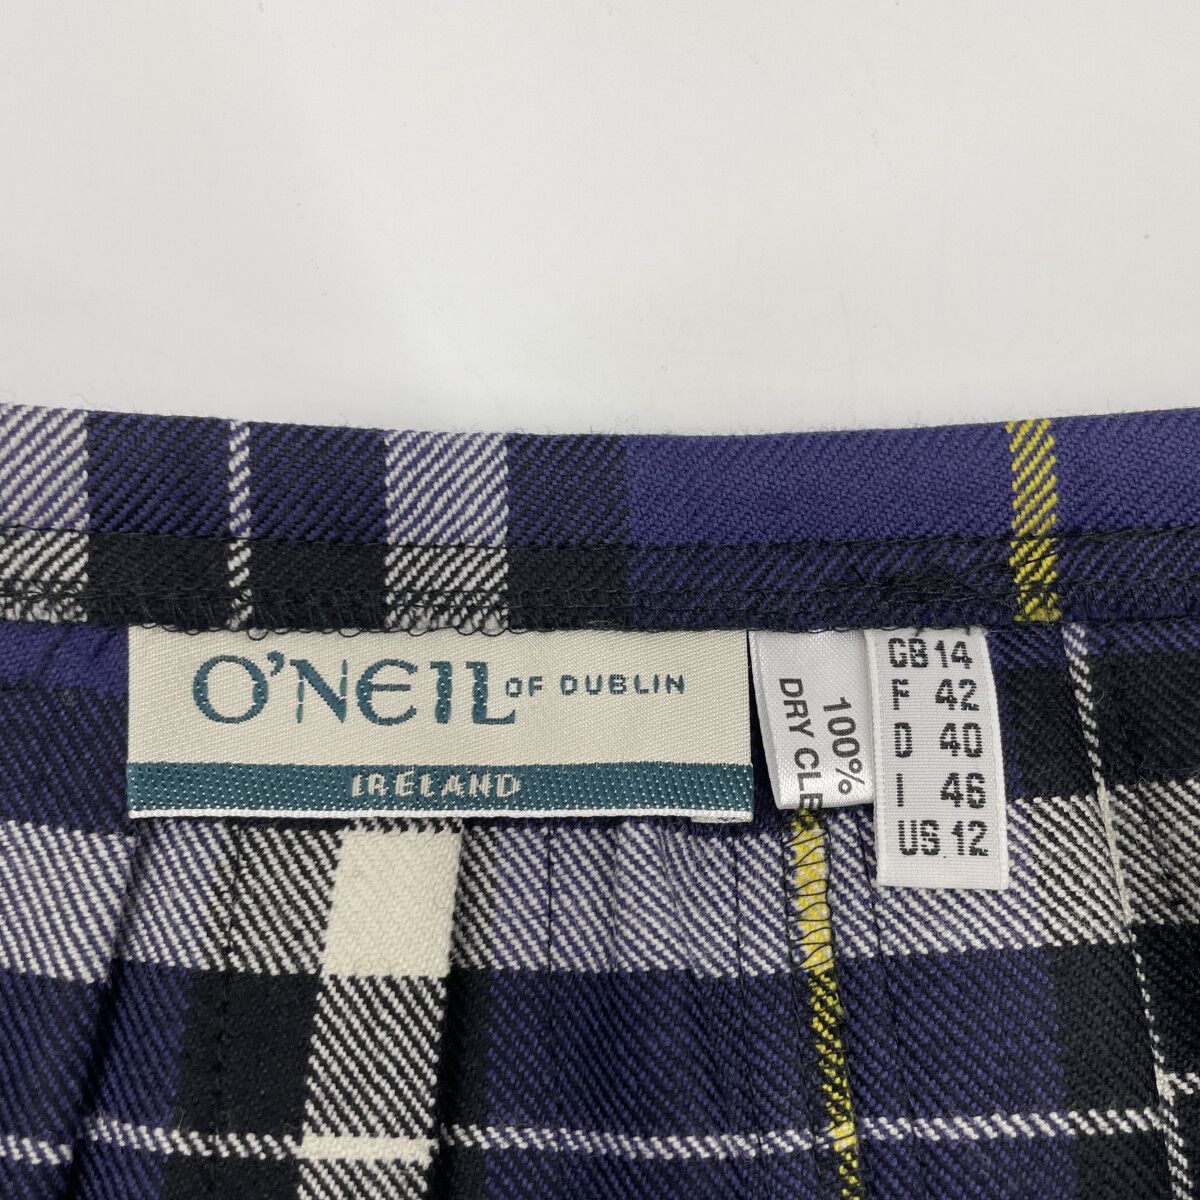 O'NEIL OF DUBLIN
IRELAND
100%
DRY CLE
GB 14
F 42
D 40
I 46
US 12